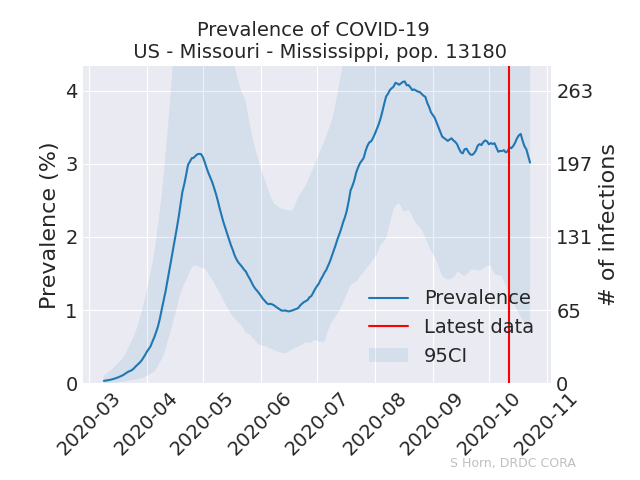 Prevalence of COVID-19
US - Missouri - Mississippi, pop. 13180
Prevalence (%)
4
3
2
1
0
263
197
131
65
0
# of infections
Prevalence
Latest data
95CI
2020-03
2020-04
2020-05
2020-06
2020-07
2020-08
2020-09
2020-10
2020-11
S Horn, DRDC CORA